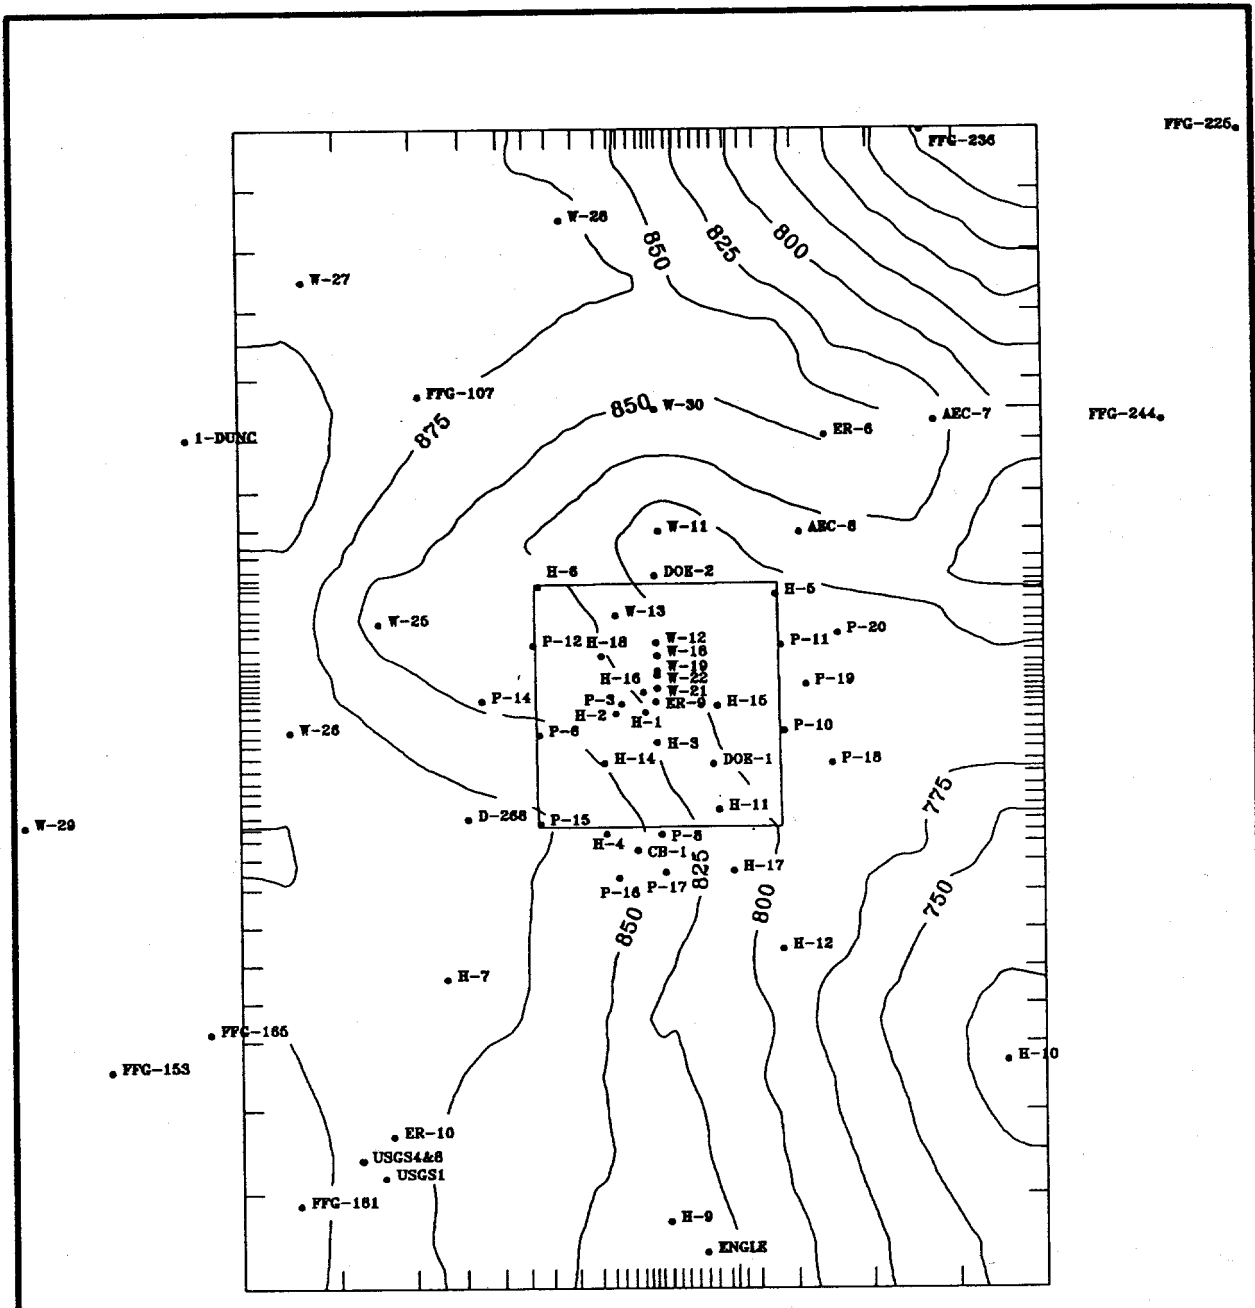 FFG-225
FFG-236
W-28
850
825
800
W-27
FFG-107
850
W-30
875
AEC-7
FFG-244
ER-6
1-DUNC
W-11
AEC-8
H-6
DOE-2
H-5
W-13
W-25
P-20
P-12
H-18
W-12
P-11
W-18
W-19
H-16
W-22
P-19
W-21
P-14
P-3
ER-9
H-15
H-2
H-1
W-26
P-6
P-10
H-3
H-14
DOE-1
P-18
775
H-11
D-268
P-15
W-29
H-4
P-8
CB-1
825
H-17
P-16
P-17
800
750
850
H-12
H-7
FFG-165
H-10
FFG-153
ER-10
USGS4&8
USGS1
FFG-181
H-9
ENGLE